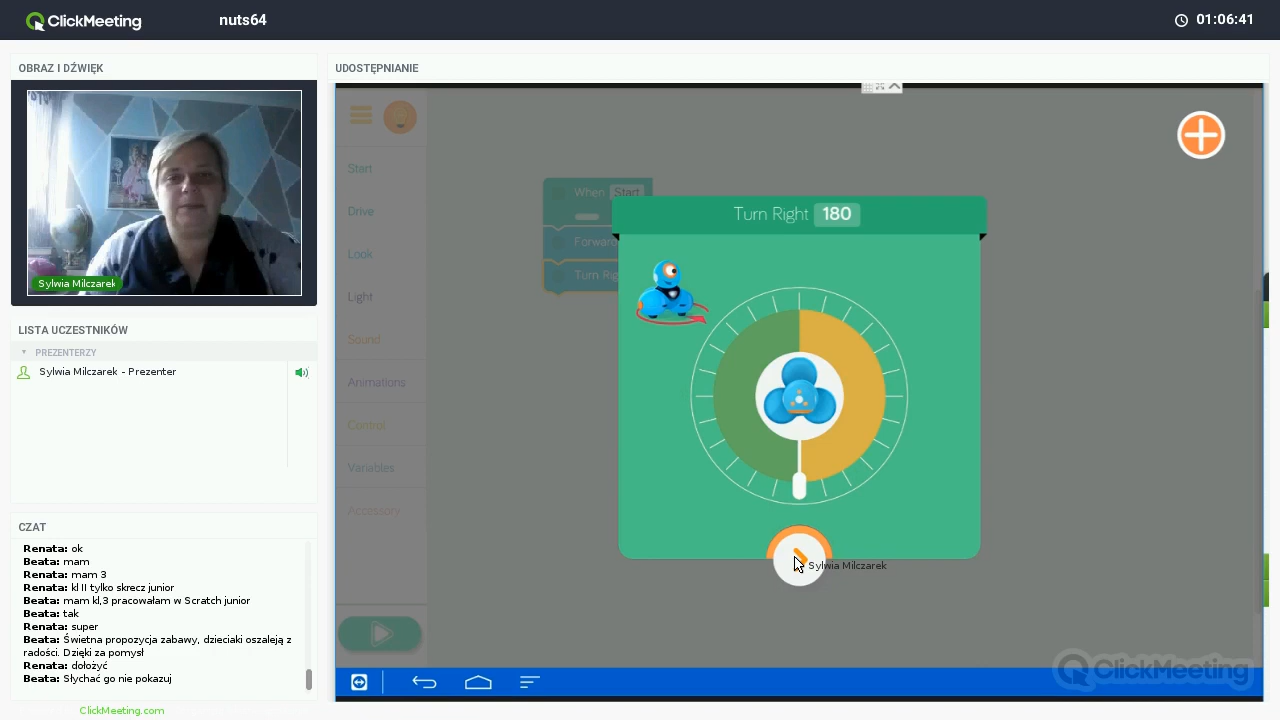 ClickMeeting
nuts64
01:06:41
OBRAZ I DŹWIĘK
UDOSTĘPNIANIE
Sylwia Milczarek
LISTA UCZESTNIKÓW
PREZENTERZY
Sylwia Milczarek - Prezenter
CZAT
Renata: ok
Beata: mam
Renata: mam 3
Renata: kl II tylko skrecz junior
Beata: mam kl,3 pracowałam w Scratch junior
Beata: tak
Renata: super
Beata: Świetna propozycja zabawy, dzieciaki oszaleją z
radości. Dzięki za pomysł
Renata: dołożyć
Beata: Słychać go nie pokazuj
ClickMeeting.com
Start
Drive
Look
Light
Sound
Animations
Control
Variables
Accessory
When Start
Forward
Turn Rig
Turn Right 180
Sylwia Milczarek
ClickMeeting